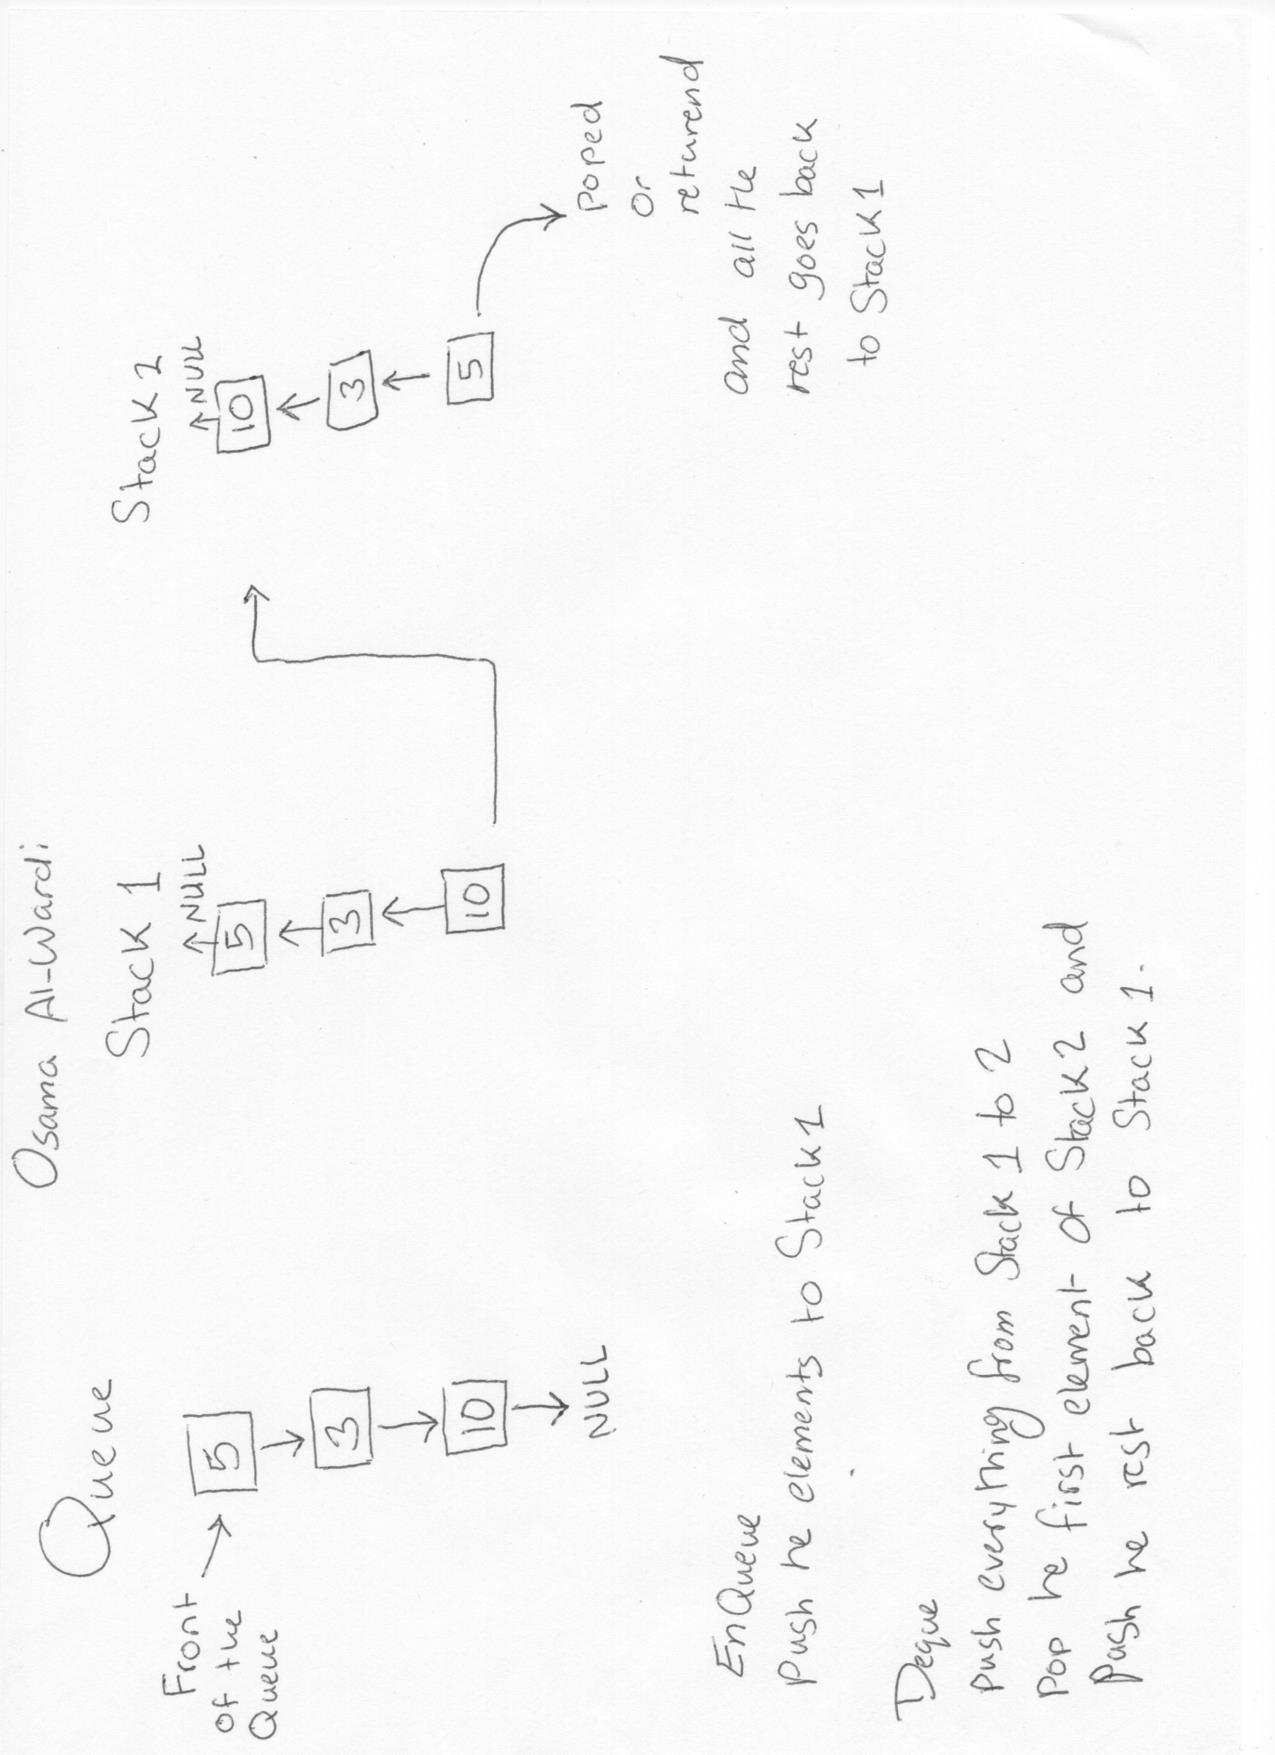 Osama Al-Wardi
Queue
Stack 1
Stack 2
Front
of the
Queue
5
3
10
NULL
NULL
5
3
10
NULL
10
3
5
Poped
or
returend
and all the
rest goes back
to Stack 1
EnQueue
Push he elements to Stack 1
Deque
Push everything from Stack 1 to 2
Pop he first element of Stack 2 and
Push he rest back to Stack 1.